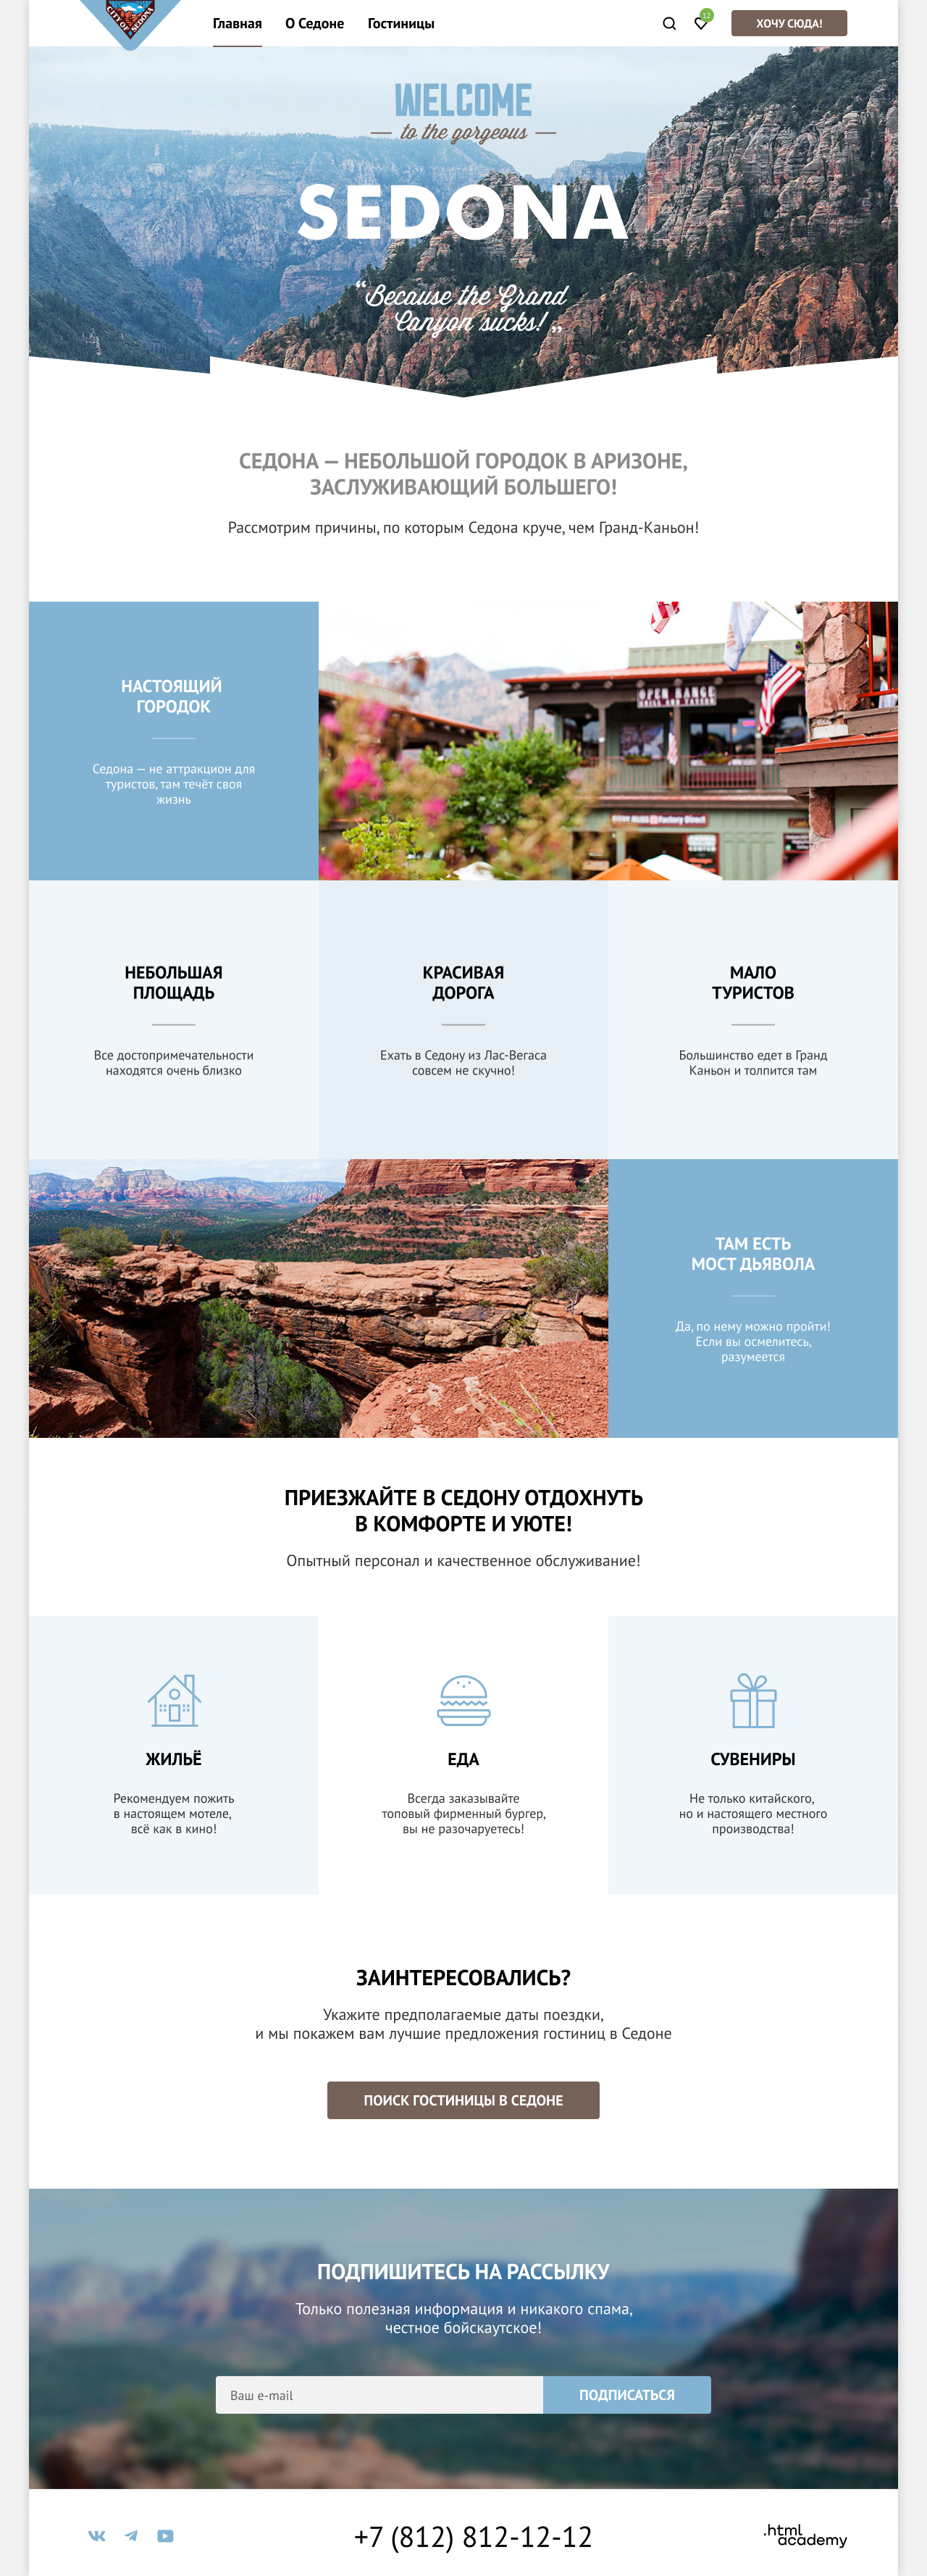 CITY OF SEDONA
Главная О Седоне Гостиницы
12
ХОЧУ СЮДА!
WELCOME
to the gorgeous
SEDONA
“Because the Grand
Canyon sucks!„
СЕДОНА — НЕБОЛЬШОЙ ГОРОДОК В АРИЗОНЕ,
ЗАСЛУЖИВАЮЩИЙ БОЛЬШЕГО!
Рассмотрим причины, по которым Седона круче, чем Гранд-Каньон!
НАСТОЯЩИЙ
ГОРОДОК
Седона — не аттракцион для
туристов, там течёт своя
жизнь
OPEN RANGE
Factory Direct
НЕБОЛЬШАЯ
ПЛОЩАДЬ
Все достопримечательности
находятся очень близко
КРАСИВАЯ
ДОРОГА
Ехать в Седону из Лас-Вегаса
совсем не скучно!
МАЛО
ТУРИСТОВ
Большинство едет в Гранд
Каньон и толпится там
ТАМ ЕСТЬ
МОСТ ДЬЯВОЛА
Да, по нему можно пройти!
Если вы осмелитесь,
разумеется
ПРИЕЗЖАЙТЕ В СЕДОНУ ОТДОХНУТЬ
В КОМФОРТЕ И УЮТЕ!
Опытный персонал и качественное обслуживание!
ЖИЛЬЁ
Рекомендуем пожить
в настоящем мотеле,
всё как в кино!
ЕДА
Всегда заказывайте
топовый фирменный бургер,
вы не разочаруетесь!
СУВЕНИРЫ
Не только китайского,
но и настоящего местного
производства!
ЗАИНТЕРЕСОВАЛИСЬ?
Укажите предполагаемые даты поездки,
и мы покажем вам лучшие предложения гостиниц в Седоне
ПОИСК ГОСТИНИЦЫ В СЕДОНЕ
ПОДПИШИТЕСЬ НА РАССЫЛКУ
Только полезная информация и никакого спама,
честное бойскаутское!
Ваш e-mail
ПОДПИСАТЬСЯ
+7 (812) 812-12-12
.html
academy